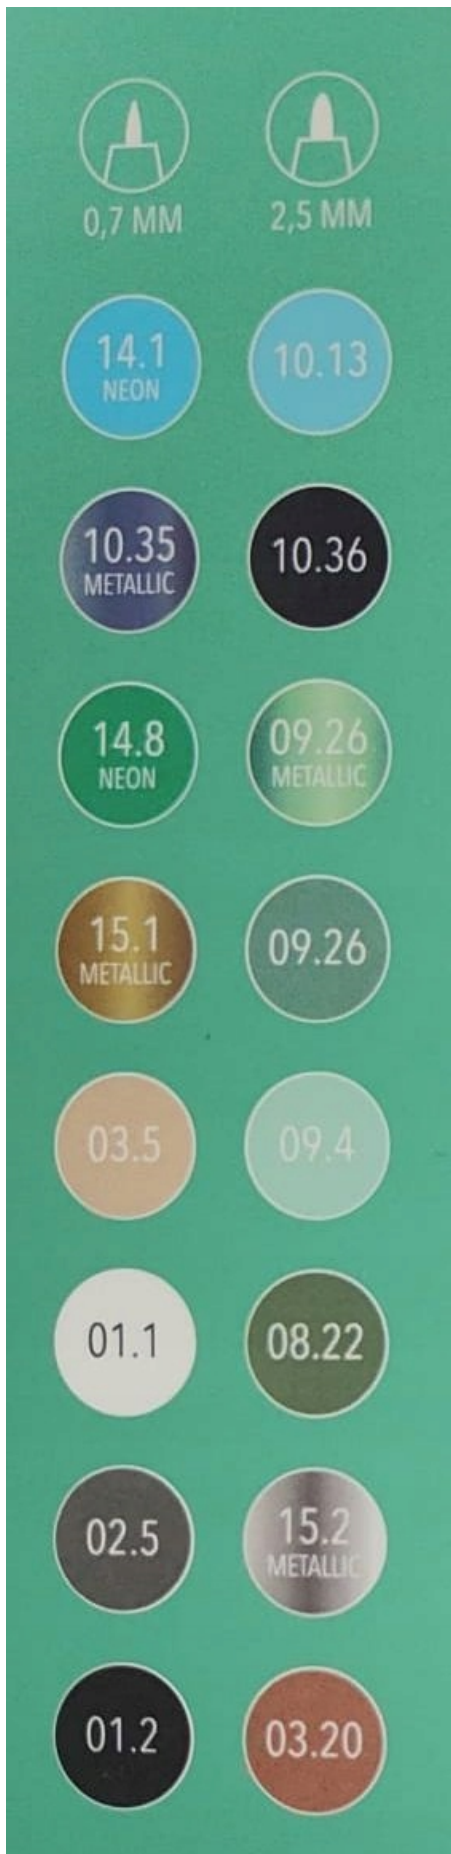 0,7 MM 2,5 MM
14.1 10.13
NEON
10.35 10.36
METALLIC
14.8 09.26
NEON METALLIC
15.1 09.26
METALLIC
03.5 09.4
01.1 08.22
02.5 15.2
METALLIC
01.2 03.20